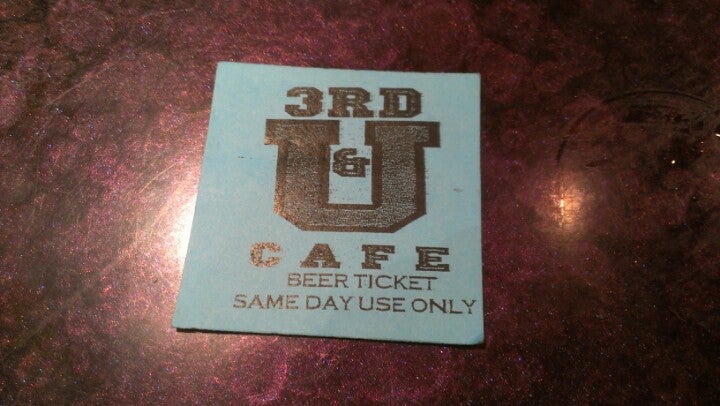 3RD
&
U
CAFE
BEER TICKET
SAME DAY USE ONLY